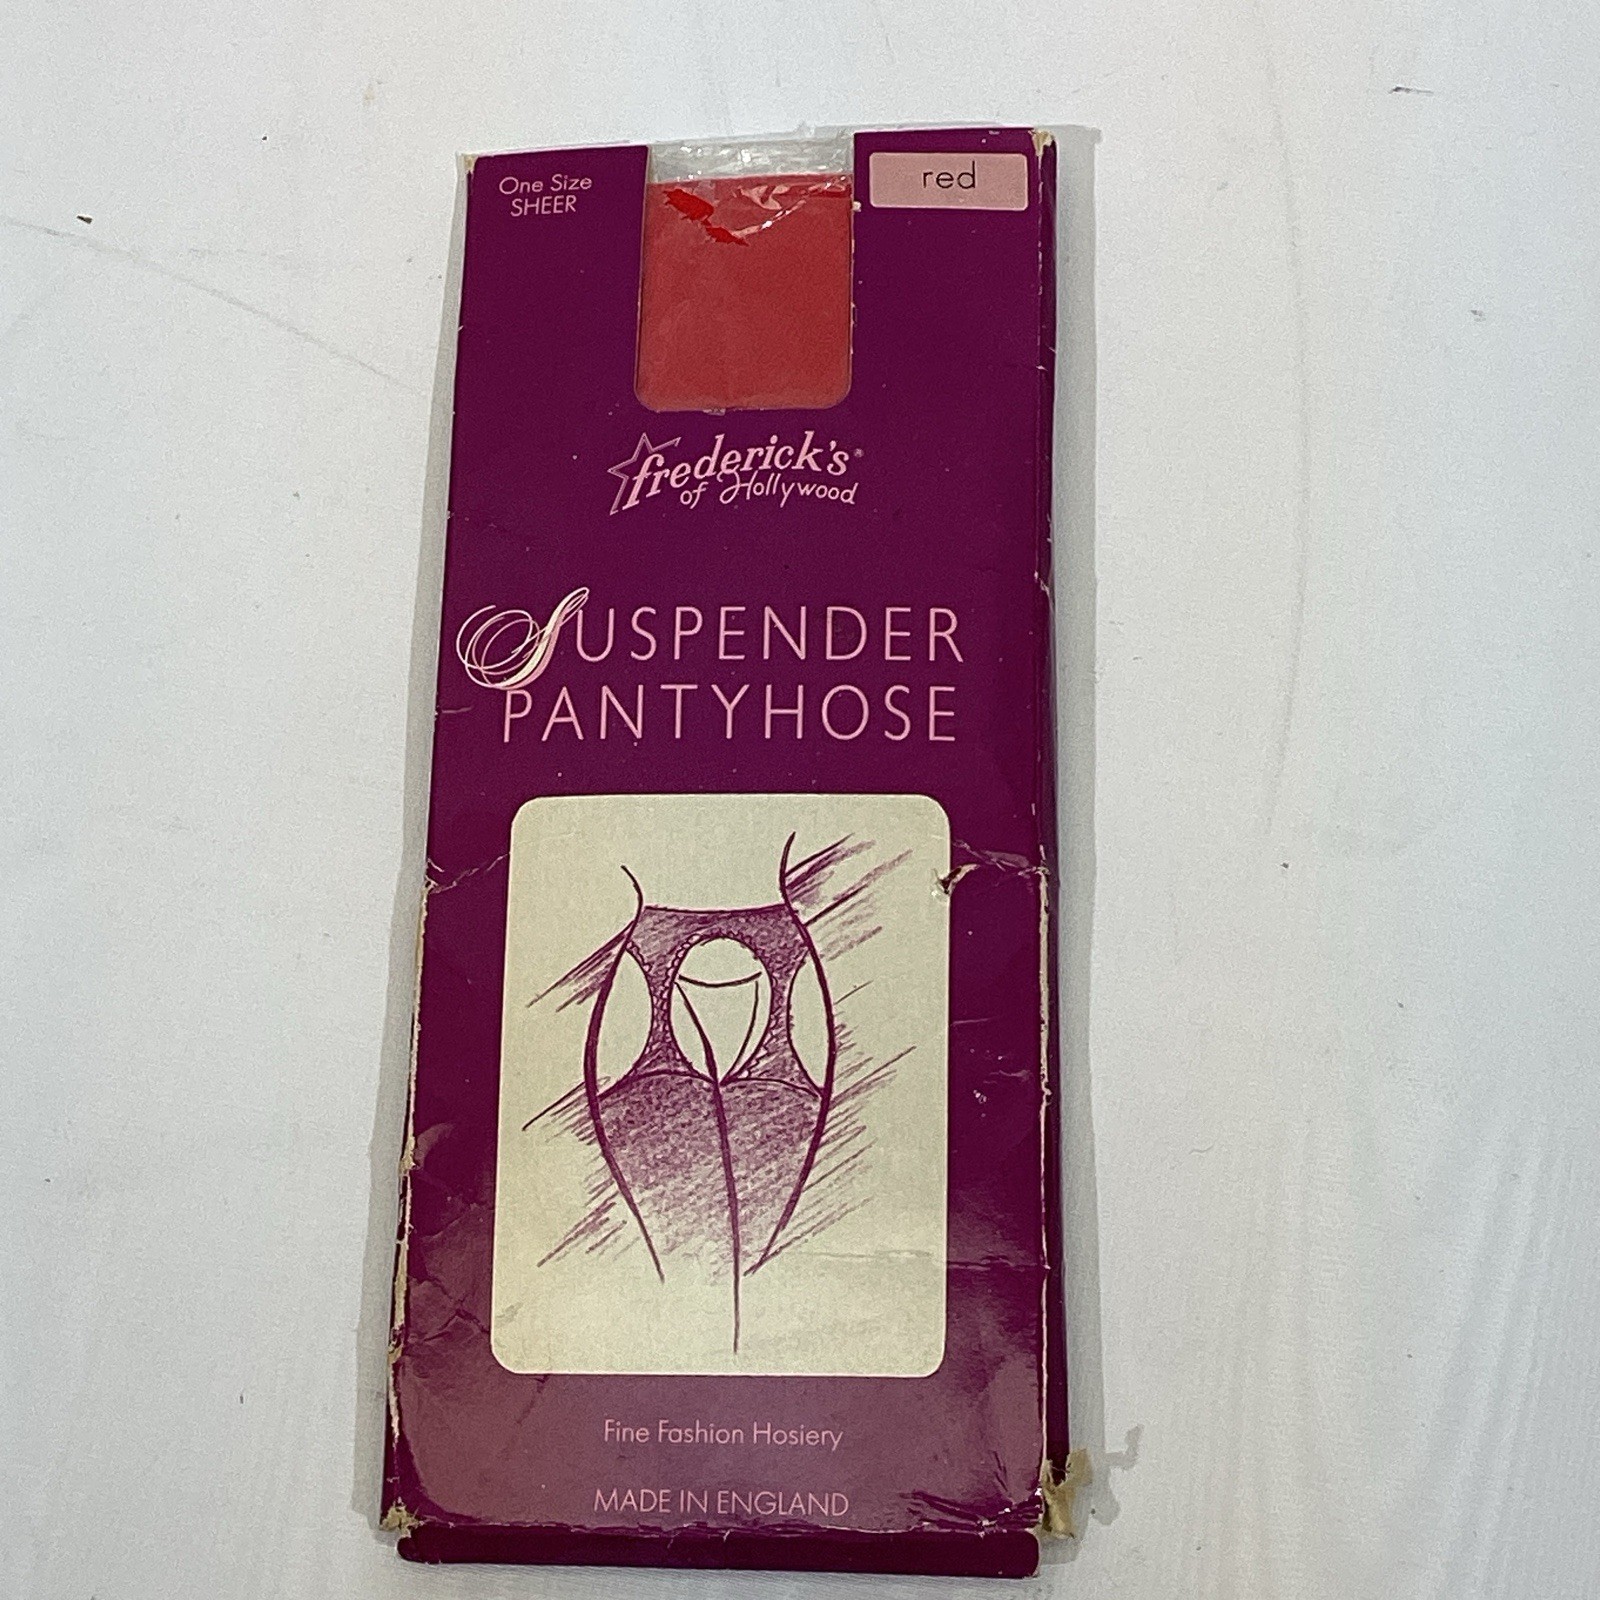 One Size
SHEER
red
frederick's®
of Hollywood
SUSPENDER
PANTYHOSE
Fine Fashion Hosiery
MADE IN ENGLAND